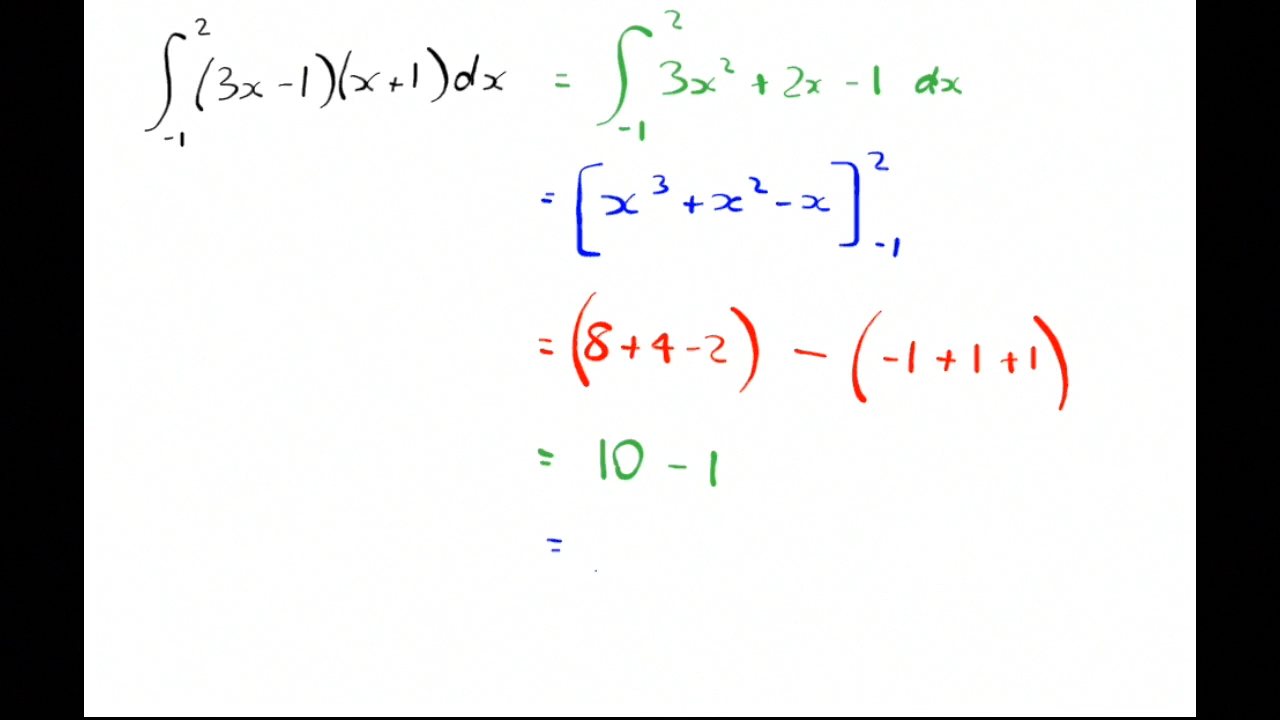 ∫₋₁² (3x - 1)(x + 1) dx = ∫₋₁² 3x² + 2x - 1 dx
= [x³ + x² - x]₋₁²
= (8 + 4 - 2) - (-1 + 1 + 1)
= 10 - 1
=